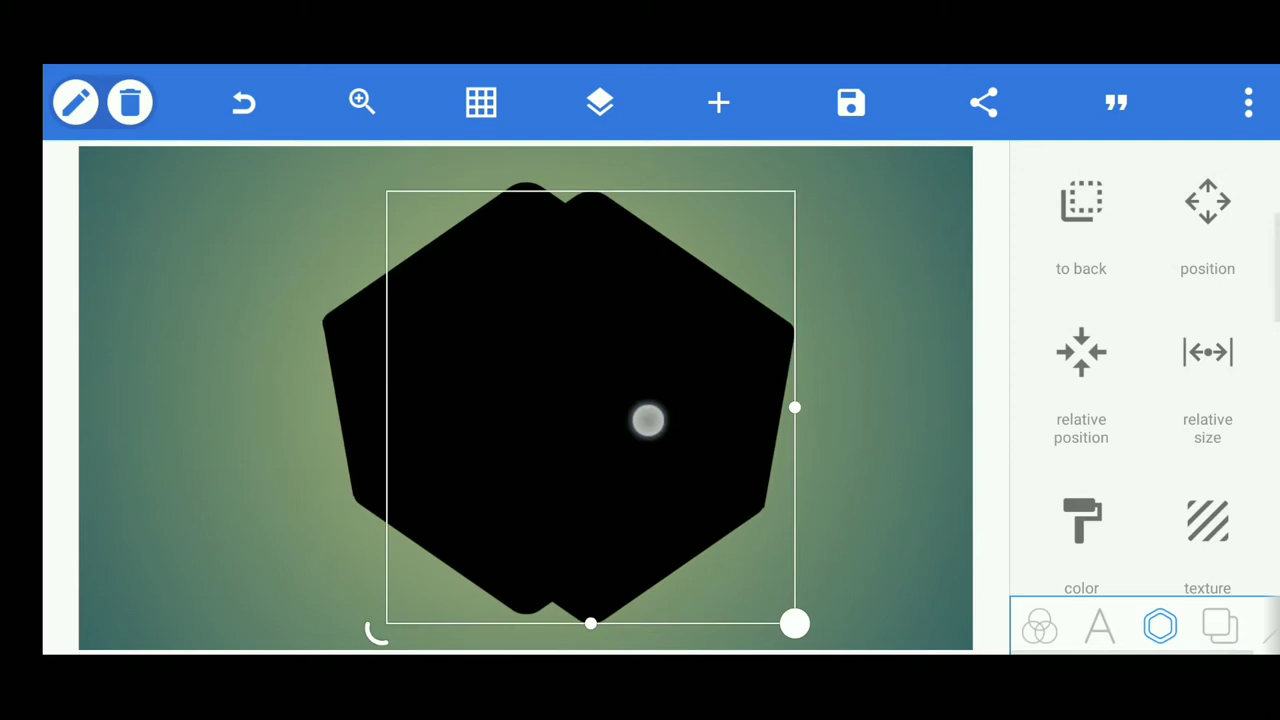 to back
position
relative
position
relative
size
color
texture